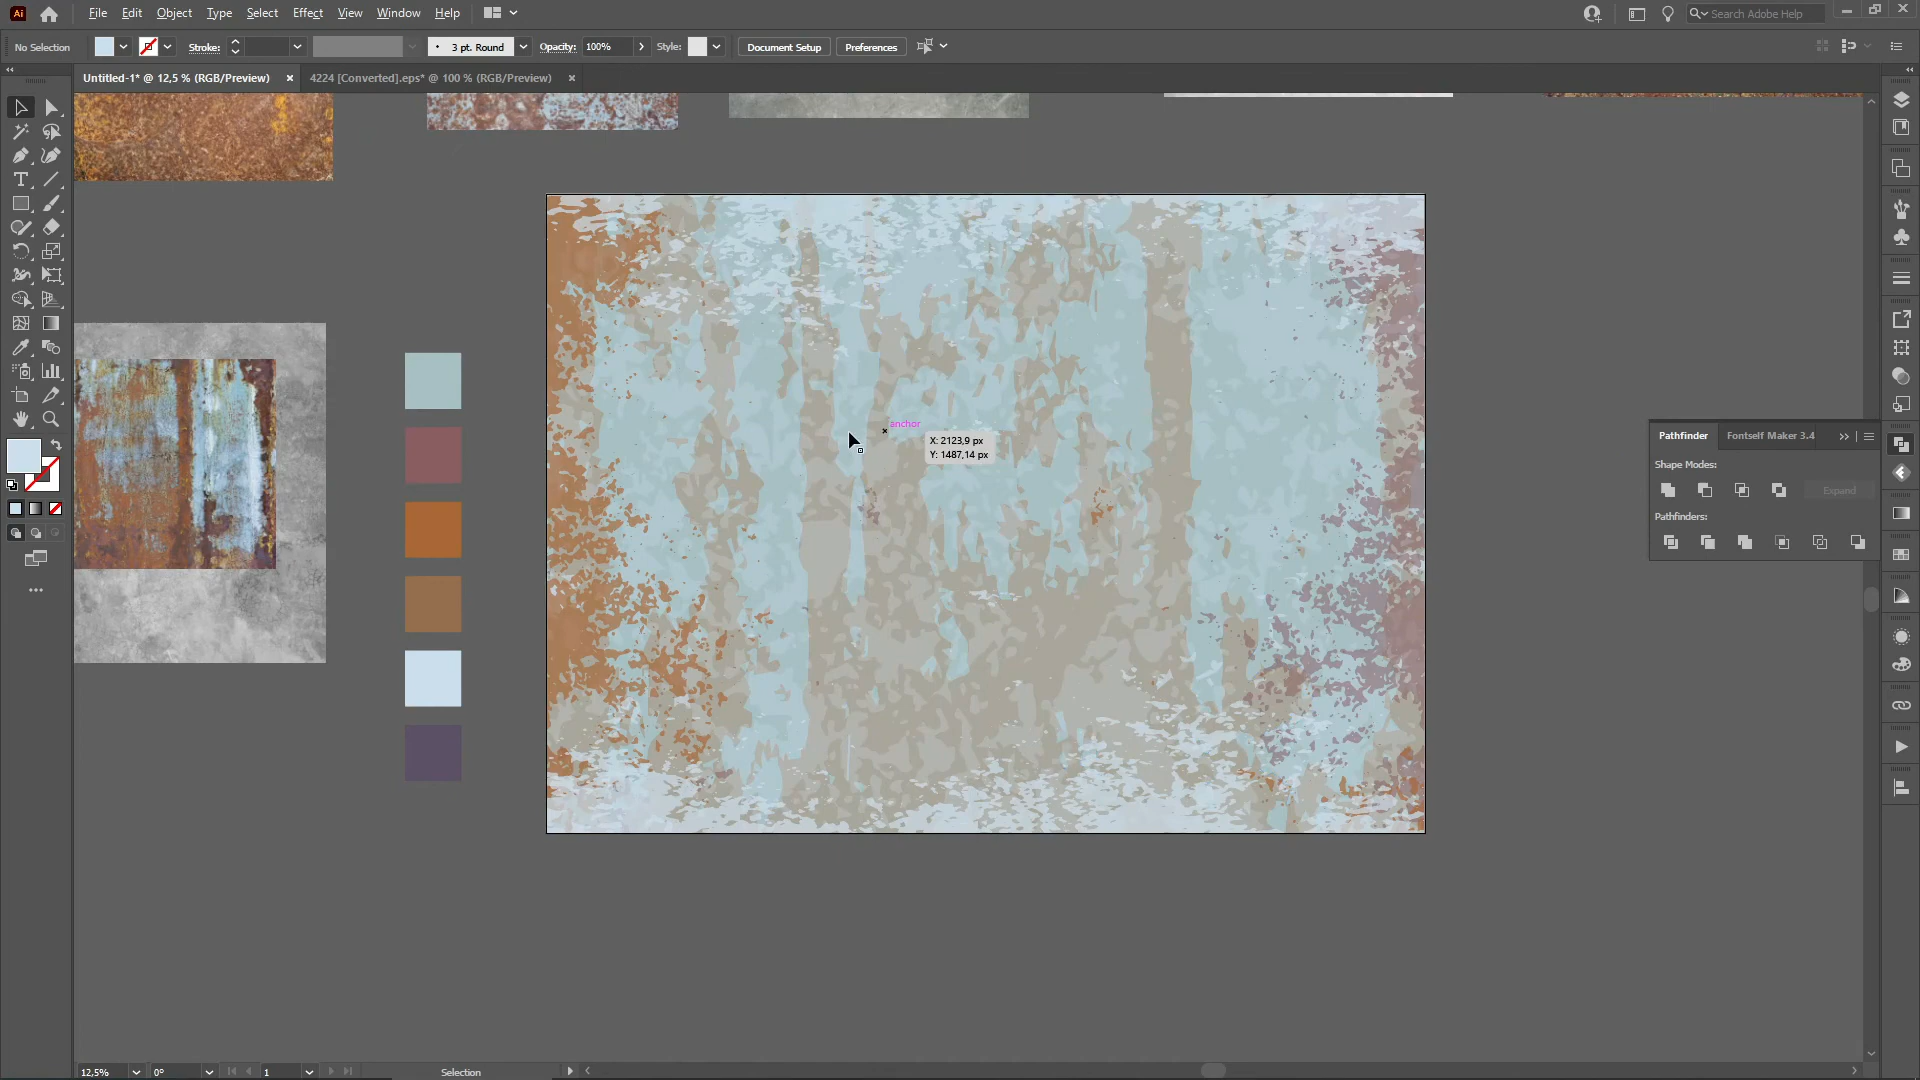 Ai File Edit Object Type Select Effect View Window Help Search Adobe Help
No Selection Stroke: 3 pt. Round Opacity: 100% Style: Document Setup Preferences
Untitled-1* @ 12,5 % (RGB/Preview) × 4224 [Converted].eps* @ 100 % (RGB/Preview) ×
anchor
X: 2123,9 px
Y: 1487,14 px
Pathfinder Fontself Maker 3.4
Shape Modes:
Expand
Pathfinders:
12,5% 0° 1 Selection